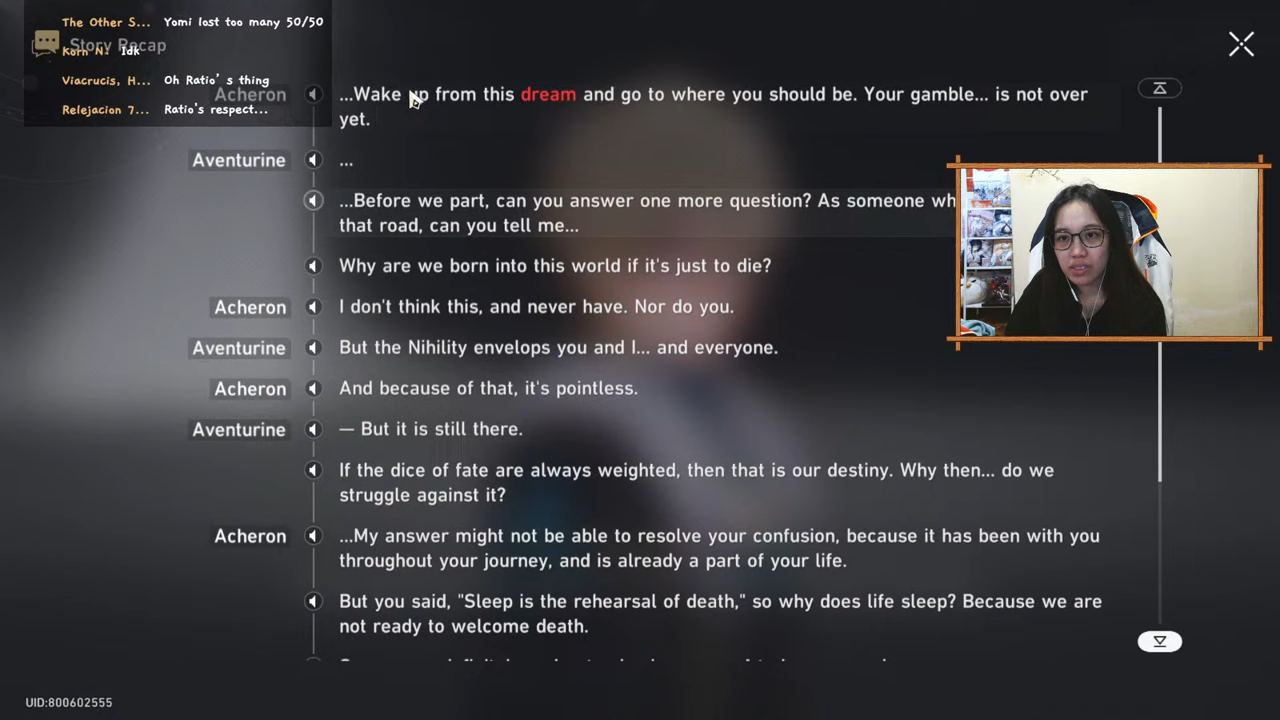 The Other S... Yomi lost too many 50/50
Story Recap
Korn N. Idk
Viacrucis, H... Oh Ratio's thing
Relejacion 7... Ratio's respect...
Acheron
...Wake up from this dream and go to where you should be. Your gamble... is not over
yet.
Aventurine
...
...Before we part, can you answer one more question? As someone
that road, can you tell me...
Why are we born into this world if it's just to die?
Acheron
I don't think this, and never have. Nor do you.
Aventurine
But the Nihility envelops you and I... and everyone.
Acheron
And because of that, it's pointless.
Aventurine
— But it is still there.
If the dice of fate are always weighted, then that is our destiny. Why then... do we
struggle against it?
Acheron
...My answer might not be able to resolve your confusion, because it has been with you
throughout your journey, and is already a part of your life.
But you said, "Sleep is the rehearsal of death," so why does life sleep? Because we are
not ready to welcome death.
UID:800602555